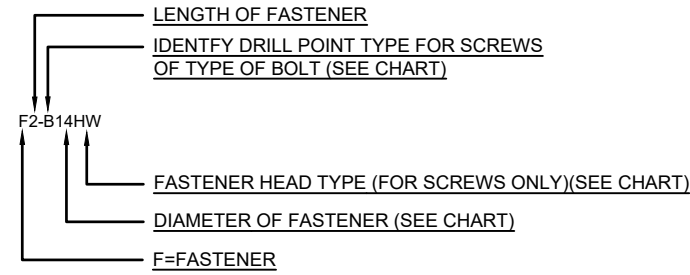 LENGTH OF FASTENER
IDENTFY DRILL POINT TYPE FOR SCREWS
OF TYPE OF BOLT (SEE CHART)
F2-B14HW
FASTENER HEAD TYPE (FOR SCREWS ONLY)(SEE CHART)
DIAMETER OF FASTENER (SEE CHART)
F=FASTENER